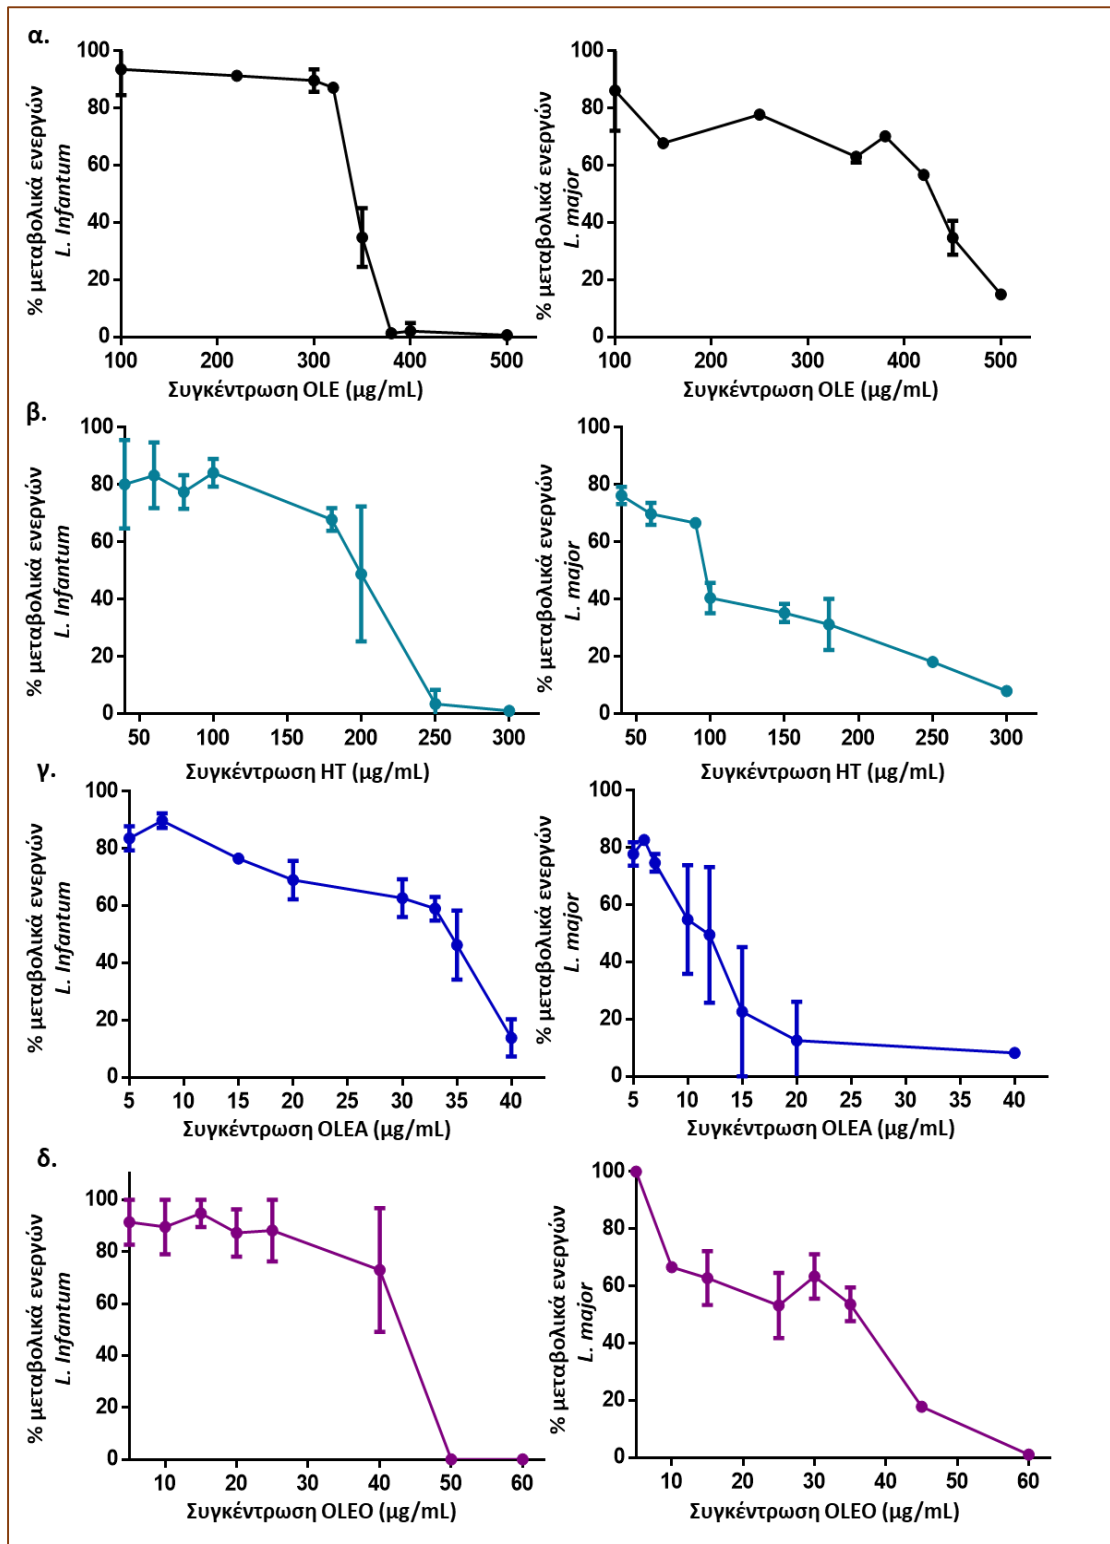 α.
% μεταβολικά ενεργών
L. Infantum
100
80
60
40
20
0
100 200 300 400 500
Συγκέντρωση OLE (μg/mL)
% μεταβολικά ενεργών
L. major
100
80
60
40
20
0
100 200 300 400 500
Συγκέντρωση OLE (μg/mL)
β.
% μεταβολικά ενεργών
L. Infantum
100
80
60
40
20
0
50 100 150 200 250 300
Συγκέντρωση HT (μg/mL)
% μεταβολικά ενεργών
L. major
100
80
60
40
20
0
50 100 150 200 250 300
Συγκέντρωση HT (μg/mL)
γ.
% μεταβολικά ενεργών
L. Infantum
100
80
60
40
20
0
5 10 15 20 25 30 35 40
Συγκέντρωση OLEA (μg/mL)
% μεταβολικά ενεργών
L. major
100
80
60
40
20
0
5 10 15 20 25 30 35 40
Συγκέντρωση OLEA (μg/mL)
δ.
% μεταβολικά ενεργών
L. Infantum
100
80
60
40
20
0
10 20 30 40 50 60
Συγκέντρωση OLEO (μg/mL)
% μεταβολικά ενεργών
L. major
100
80
60
40
20
0
10 20 30 40 50 60
Συγκέντρωση OLEO (μg/mL)